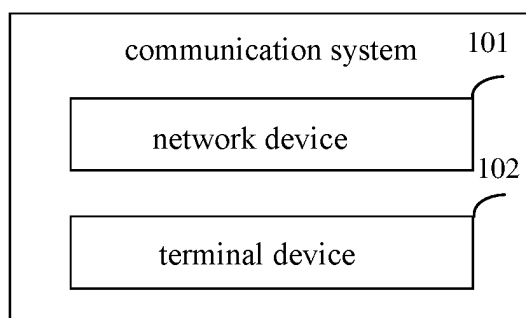 communication system
101
network device
102
terminal device